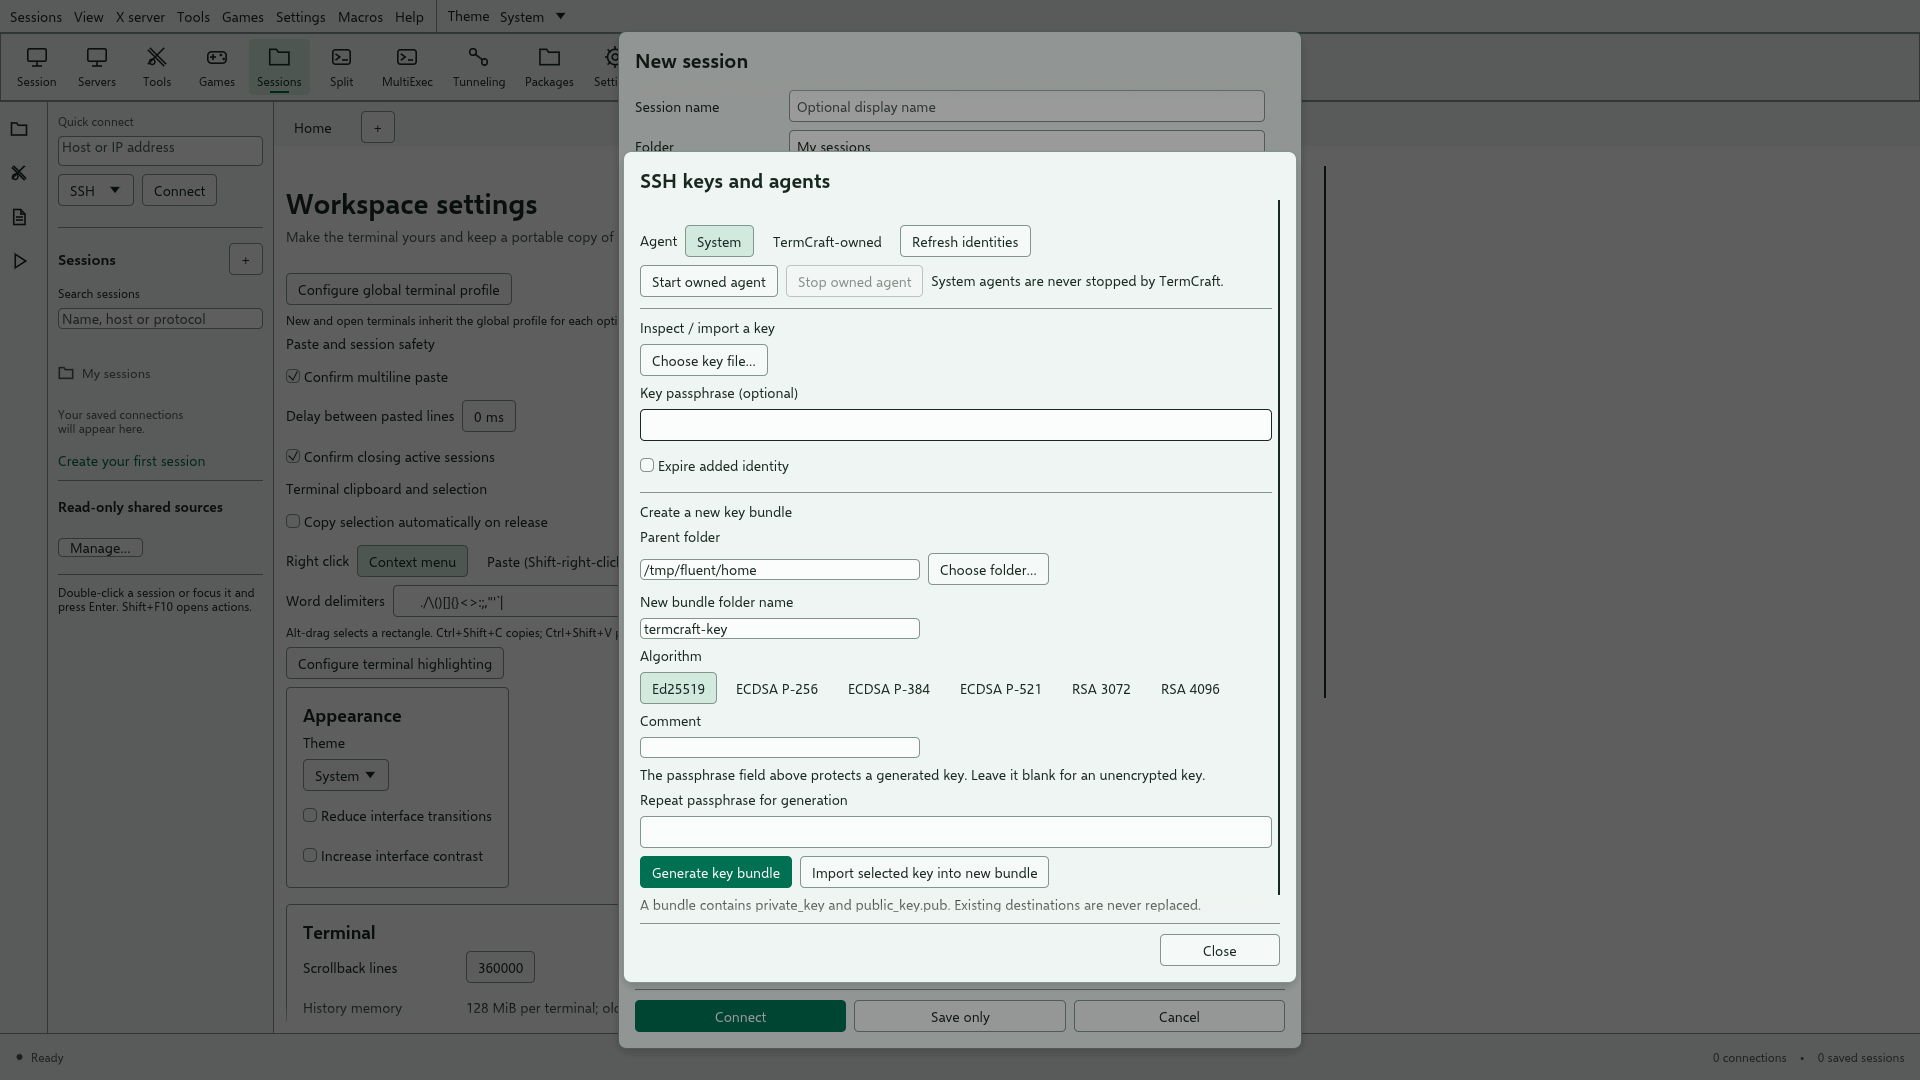 Sessions View X server Tools Games Settings Macros Help Theme System
Session Servers Tools Games Sessions Split MultiExec Tunneling Packages
Quick connect
Host or IP address
SSH Connect
Sessions +
Search sessions
Name, host or protocol
My sessions
Your saved connections
will appear here.
Create your first session
Read-only shared sources
Manage...
Double-click a session or focus it and
press Enter. Shift+F10 opens actions.
Home +
Workspace settings
Make the terminal yours and keep a portable copy of
Configure global terminal profile
New and open terminals inherit the global profile for each
Paste and session safety
Confirm multiline paste
Delay between pasted lines 0 ms
Confirm closing active sessions
Terminal clipboard and selection
Copy selection automatically on release
Right click Context menu Paste
Word delimiters
Alt-drag selects a rectangle. Ctrl+Shift+C copies; Ctrl+Shift+V
Configure terminal highlighting
Appearance
Theme
System
Reduce interface transitions
Increase interface contrast
Terminal
Scrollback lines 360000
History memory 128 MiB per terminal;
New session
Session name Optional display name
Folder My sessions
SSH keys and agents
Agent System TermCraft-owned Refresh identities
Start owned agent Stop owned agent System agents are never stopped by TermCraft.
Inspect / import a key
Choose key file...
Key passphrase (optional)
Expire added identity
Create a new key bundle
Parent folder
/tmp/fluent/home Choose folder...
New bundle folder name
termcraft-key
Algorithm
Ed25519 ECDSA P-256 ECDSA P-384 ECDSA P-521 RSA 3072 RSA 4096
Comment
The passphrase field above protects a generated key. Leave it blank for an unencrypted key.
Repeat passphrase for generation
Generate key bundle Import selected key into new bundle
A bundle contains private_key and public_key.pub. Existing destinations are never replaced.
Close
Connect Save only Cancel
Ready
0 connections • 0 saved sessions